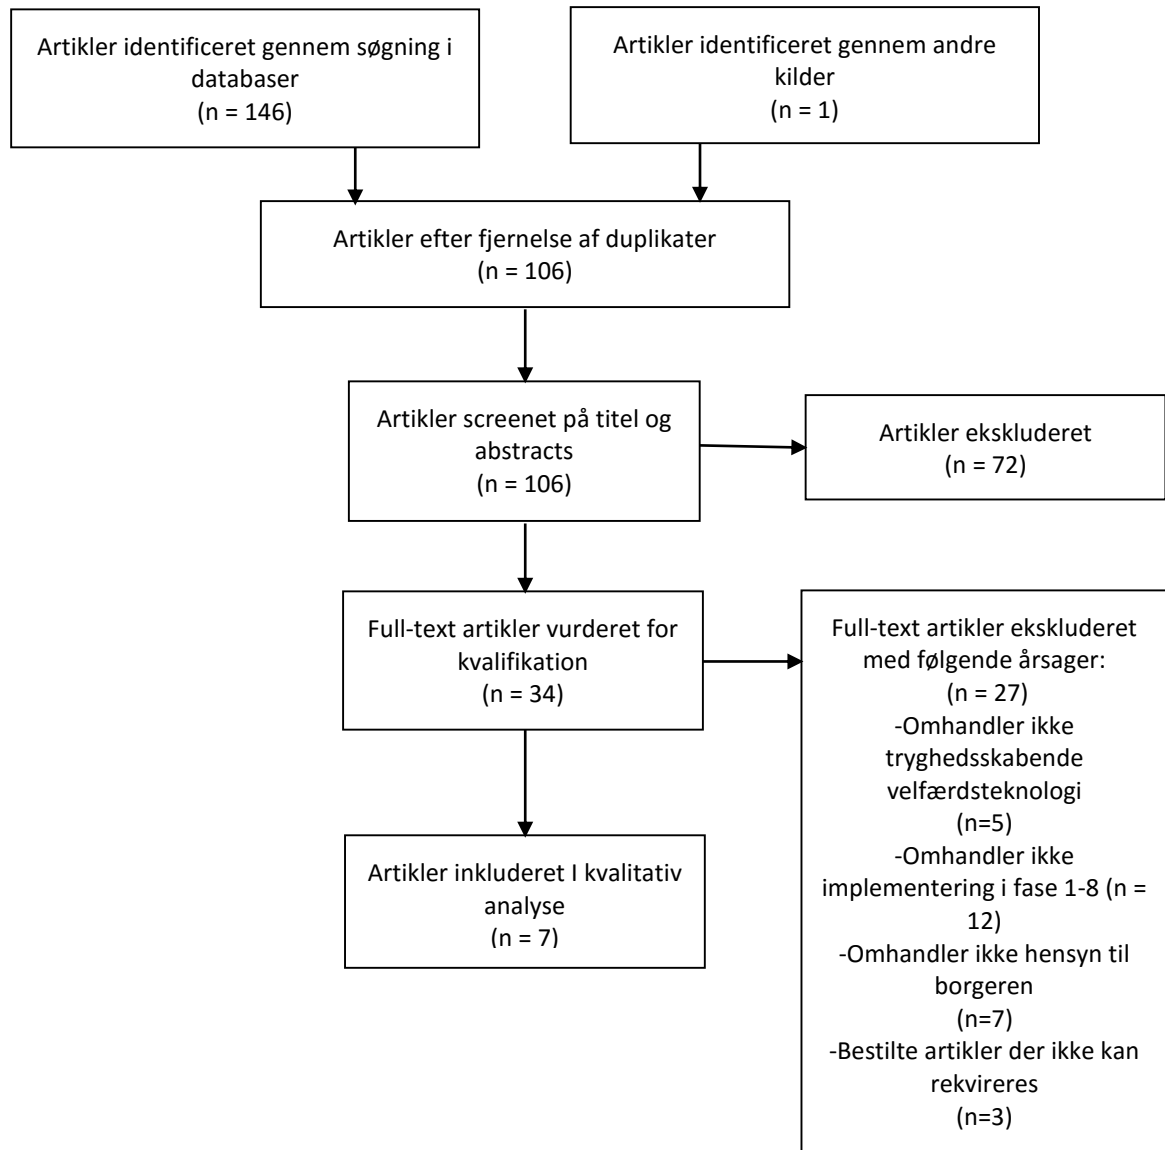 Artikler identificeret gennem søgning i
databaser
(n = 146)
Artikler identificeret gennem andre
kilder
(n = 1)
Artikler efter fjernelse af duplikater
(n = 106)
Artikler screenet på titel og
abstracts
(n = 106)
Artikler ekskluderet
(n = 72)
Full-text artikler vurderet for
kvalifikation
(n = 34)
Full-text artikler ekskluderet
med følgende årsager:
(n = 27)
-Omhandler ikke
tryghedsskabende
velfærdsteknologi
(n=5)
-Omhandler ikke
implementering i fase 1-8 (n =
12)
-Omhandler ikke hensyn til
borgeren
(n=7)
-Bestilte artikler der ikke kan
rekvireres
(n=3)
Artikler inkluderet I kvalitativ
analyse
(n = 7)